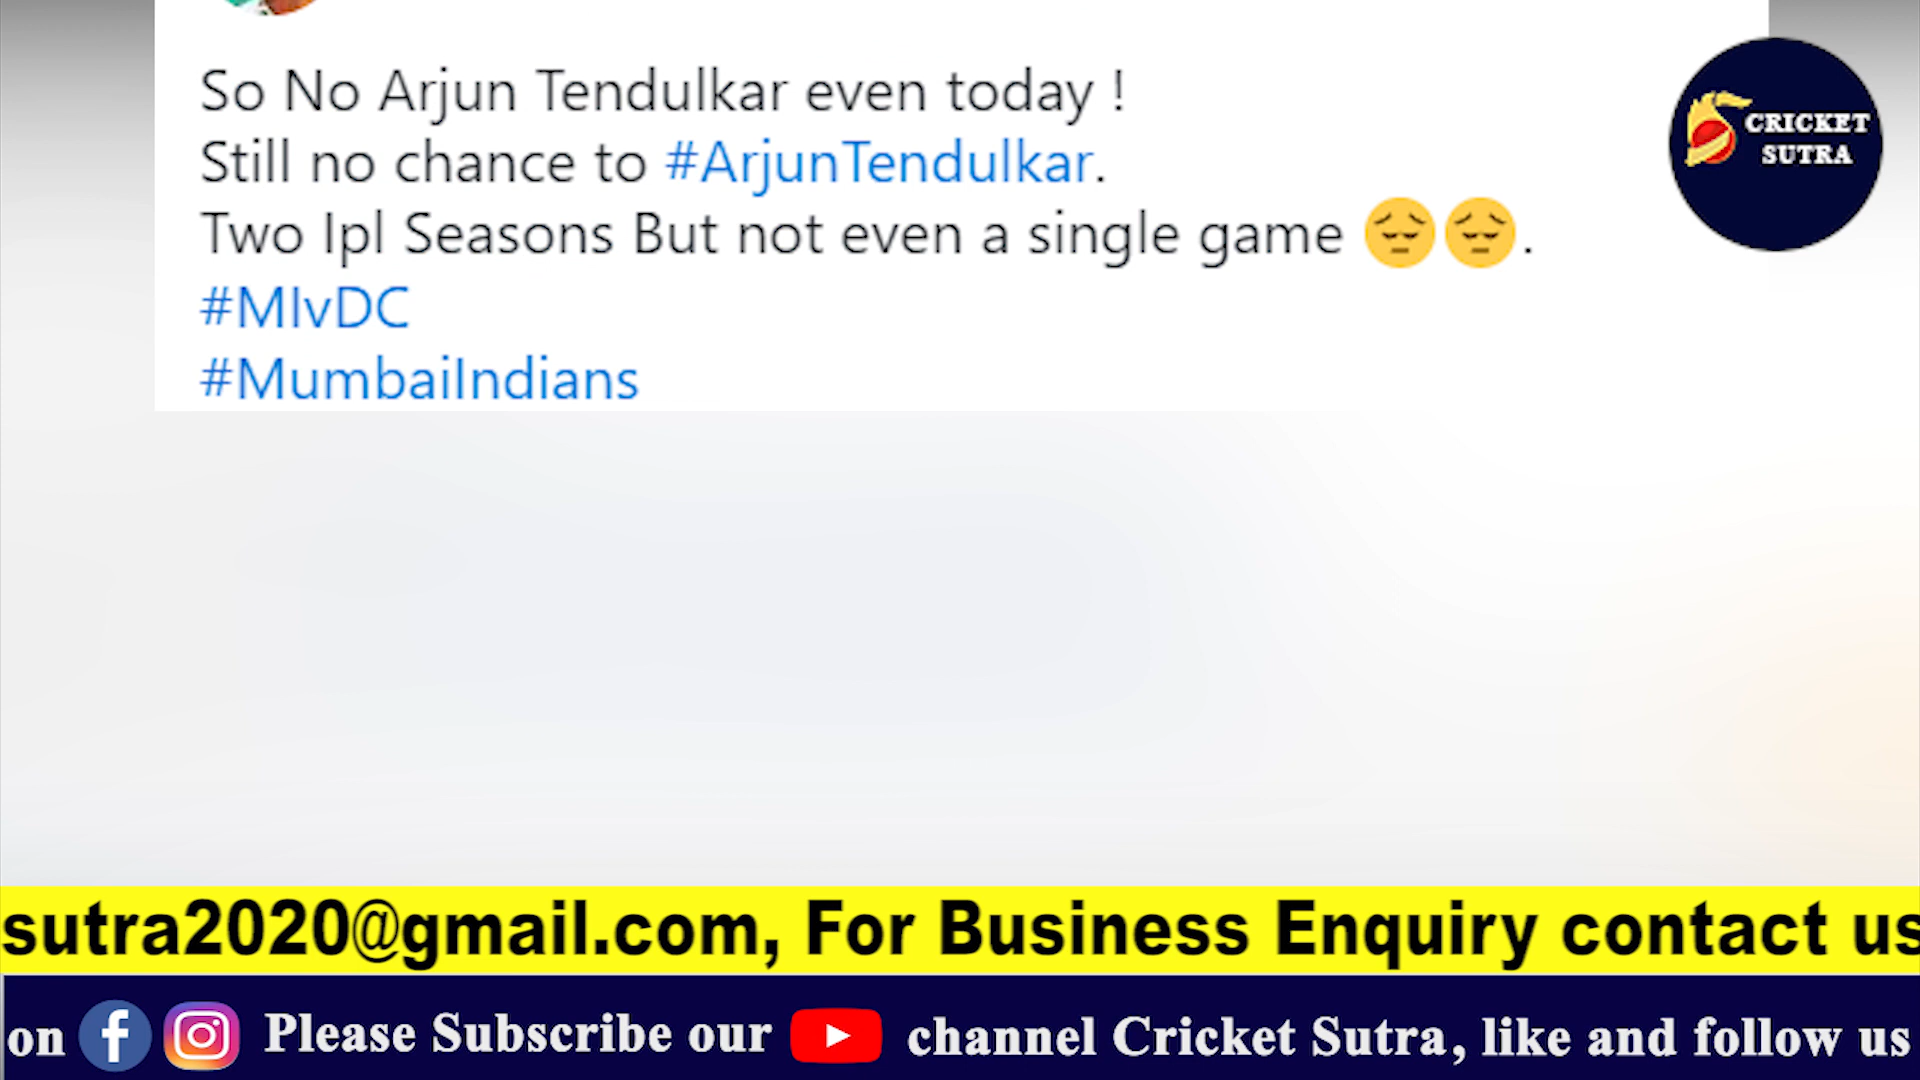 So No Arjun Tendulkar even today !
Still no chance to #ArjunTendulkar.
Two Ipl Seasons But not even a single game 😔😔.
#MIvDC
#MumbaiIndians
CRICKET
SUTRA
sutra2020@gmail.com, For Business Enquiry contact us
on Please Subscribe our channel Cricket Sutra, like and follow us